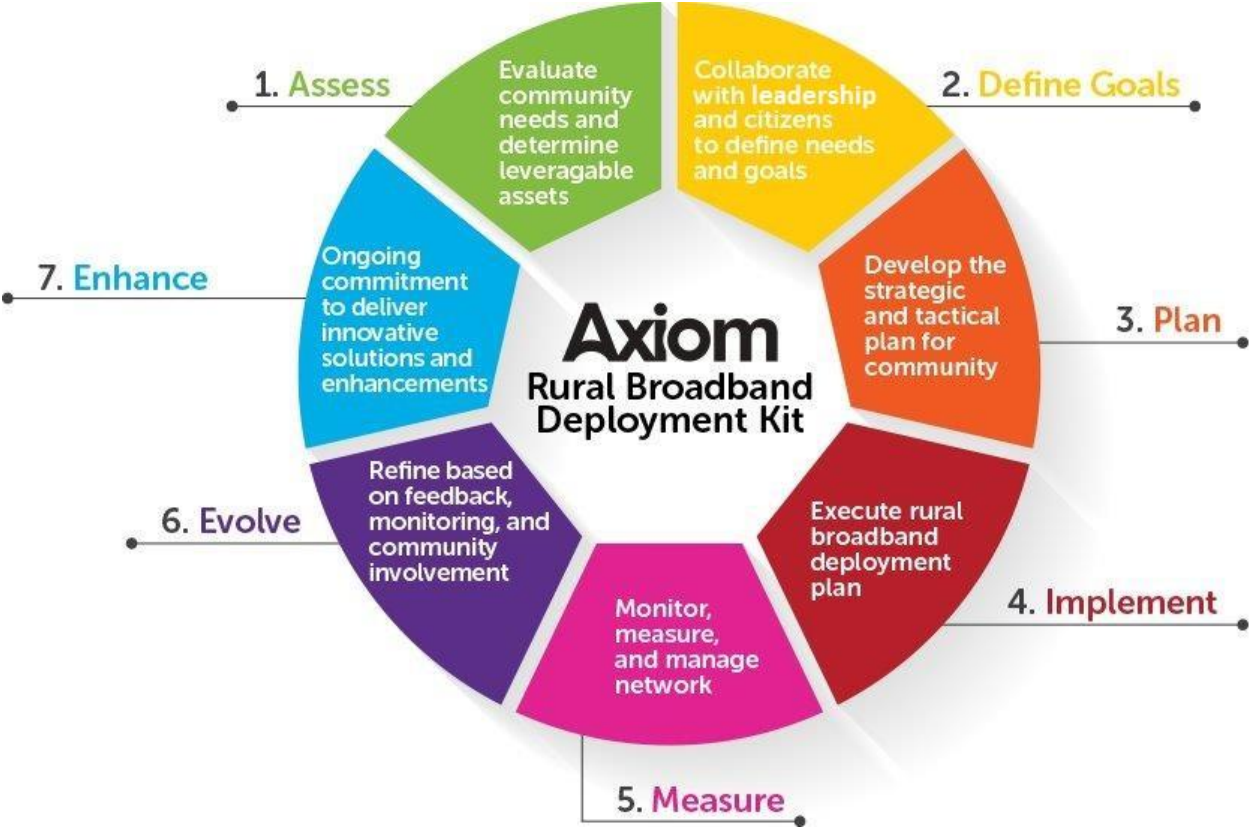 1. Assess
Evaluate
community
needs and
determine
leveragable
assets
2. Define Goals
Collaborate
with leadership
and citizens
to define needs
and goals
3. Plan
Develop the
strategic
and tactical
plan for
community
4. Implement
Execute rural
broadband
deployment
plan
5. Measure
Monitor,
measure,
and manage
network
6. Evolve
Refine based
on feedback,
monitoring, and
community
involvement
7. Enhance
Ongoing
commitment
to deliver
innovative
solutions and
enhancements
Axiom
Rural Broadband
Deployment Kit